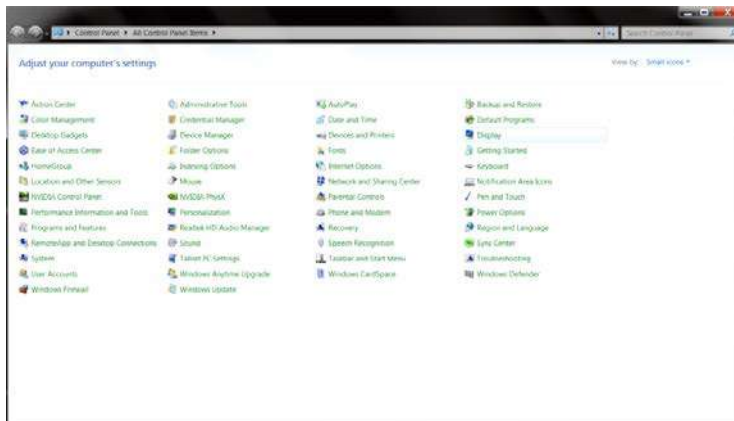 Control Panel ▸ All Control Panel Items ▸
Search Control Panel
Adjust your computer's settings
View by: Small icons
Action Center
Administrative Tools
AutoPlay
Backup and Restore
Color Management
Credential Manager
Date and Time
Default Programs
Desktop Gadgets
Device Manager
Devices and Printers
Display
Ease of Access Center
Folder Options
Fonts
Getting Started
HomeGroup
Indexing Options
Internet Options
Keyboard
Location and Other Sensors
Mouse
Network and Sharing Center
Notification Area Icons
NVIDIA Control Panel
NVIDIA PhysX
Parental Controls
Pen and Touch
Performance Information and Tools
Personalization
Phone and Modem
Power Options
Programs and Features
Realtek HD Audio Manager
Recovery
Region and Language
RemoteApp and Desktop Connections
Sound
Speech Recognition
Sync Center
System
Tablet PC Settings
Taskbar and Start Menu
Troubleshooting
User Accounts
Windows Anytime Upgrade
Windows CardSpace
Windows Defender
Windows Firewall
Windows Update